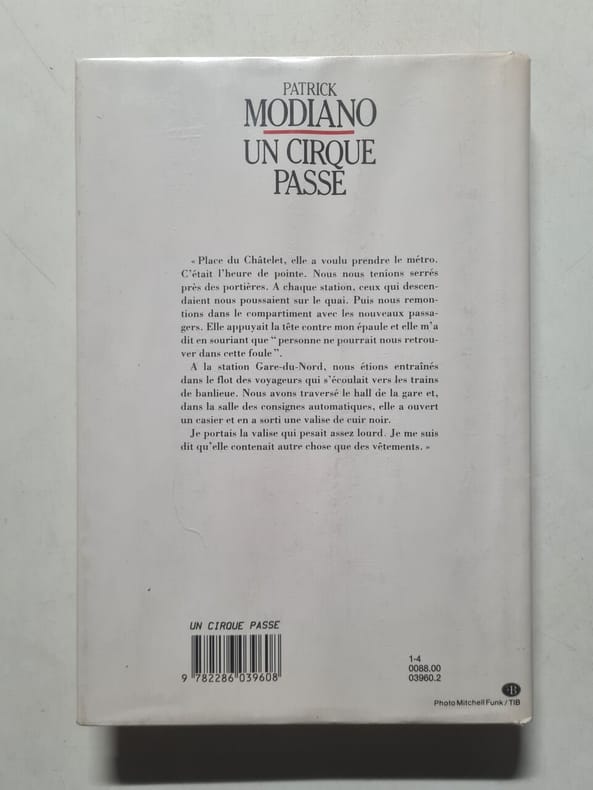 PATRICK
MODIANO
UN CIRQUE
PASSE
« Place du Châtelet, elle a voulu prendre le métro.
C'était l'heure de pointe. Nous nous tenions serrés
près des portières. A chaque station, ceux qui descen-
daient nous poussaient sur le quai. Puis nous remon-
tions dans le compartiment avec les nouveaux passa-
gers. Elle appuyait la tête contre mon épaule et elle m'a
dit en souriant que “ personne ne pourrait nous retrou-
ver dans cette foule ”.
A la station Gare-du-Nord, nous étions entraînés
dans le flot des voyageurs qui s'écoulait vers les trains
de banlieue. Nous avons traversé le hall de la gare et,
dans la salle des consignes automatiques, elle a ouvert
un casier et en a sorti une valise de cuir noir.
Je portais la valise qui pesait assez lourd. Je me suis
dit qu'elle contenait autre chose que des vêtements. »
UN CIRQUE PASSE
9 782286 039608
1-4
0088.00
03960.2
B
Photo Mitchell Funk / TIB